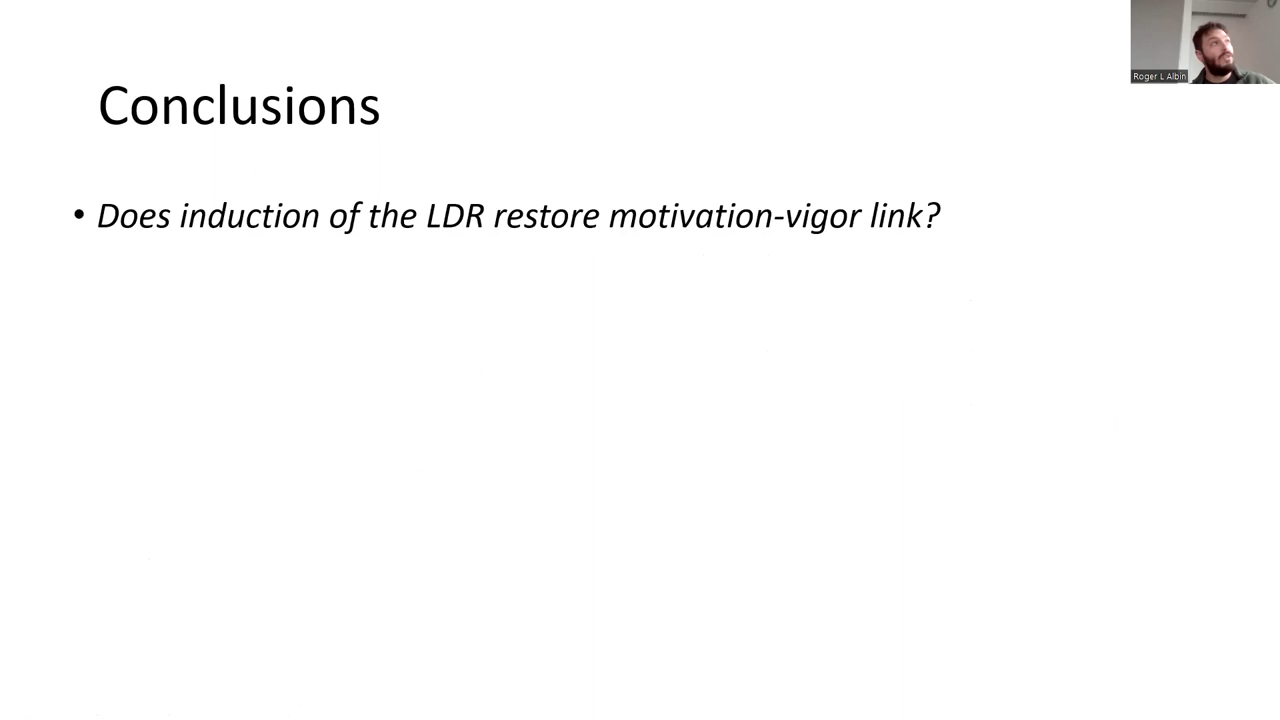 Roger L Albin
Conclusions
• Does induction of the LDR restore motivation-vigor link?